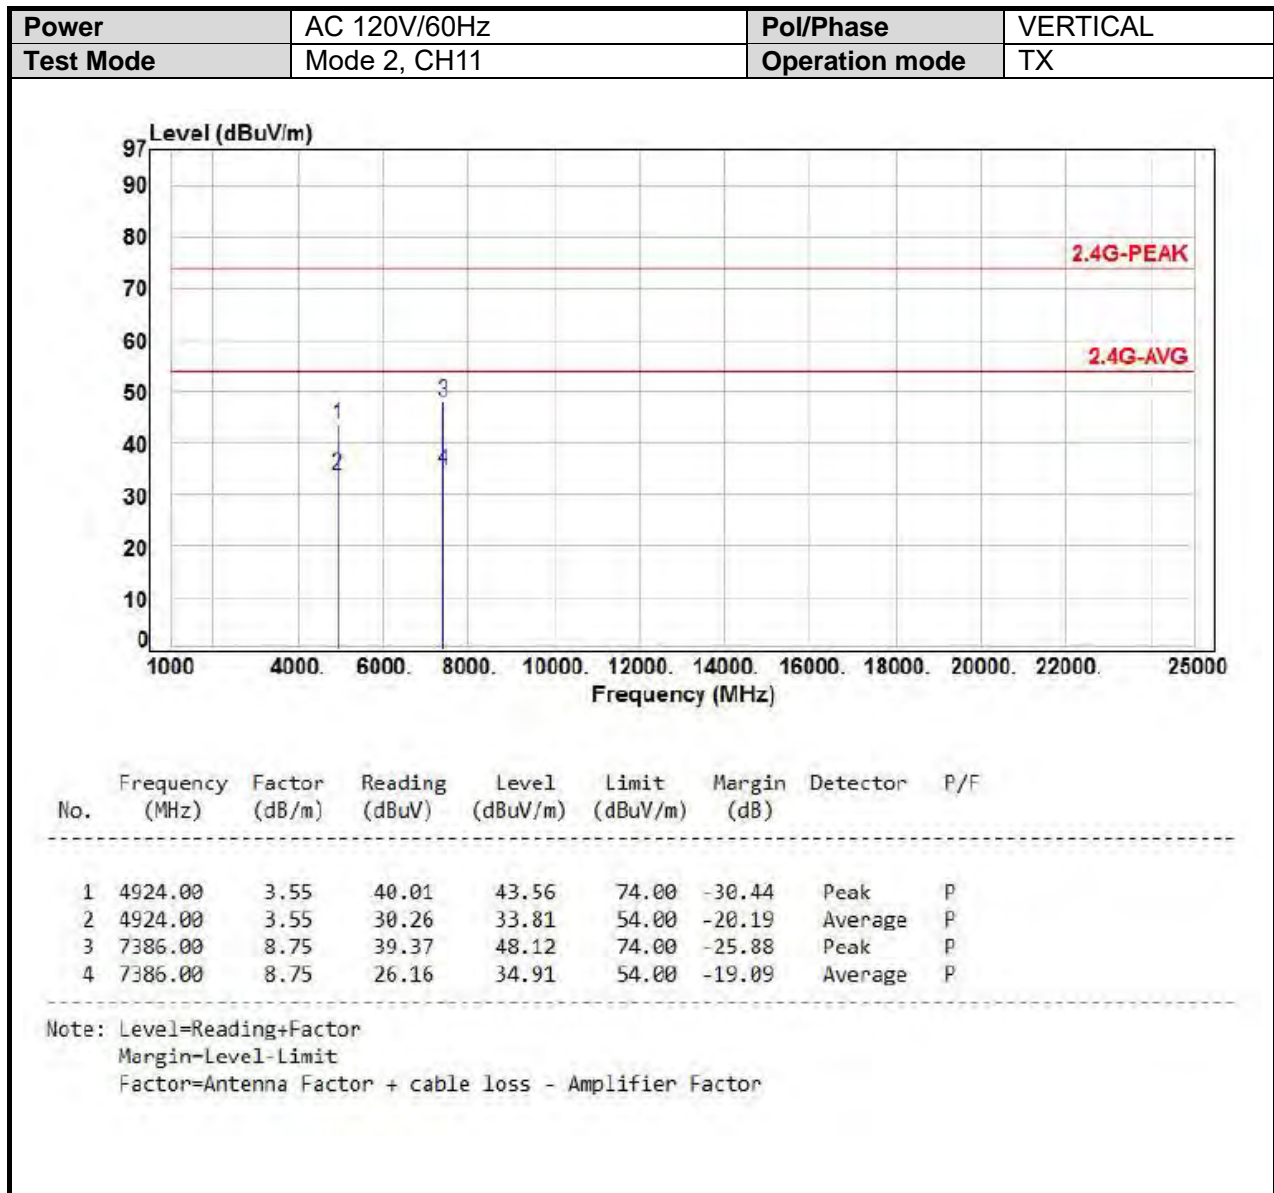 Power AC 120V/60Hz Pol/Phase VERTICAL
Test Mode Mode 2, CH11 Operation mode TX
Level (dBuV/m)
97
90
80
2.4G-PEAK
70
60
2.4G-AVG
50
3
1
40
2
4
30
20
10
0
1000 4000. 6000. 8000. 10000. 12000. 14000. 16000. 18000. 20000. 22000. 25000
Frequency (MHz)
Frequency Factor Reading Level Limit Margin Detector P/F
No. (MHz) (dB/m) (dBuV) (dBuV/m) (dBuV/m) (dB)
1 4924.00 3.55 40.01 43.56 74.00 -30.44 Peak P
2 4924.00 3.55 30.26 33.81 54.00 -20.19 Average P
3 7386.00 8.75 39.37 48.12 74.00 -25.88 Peak P
4 7386.00 8.75 26.16 34.91 54.00 -19.09 Average P
Note: Level=Reading+Factor
Margin=Level-Limit
Factor=Antenna Factor + cable loss - Amplifier Factor